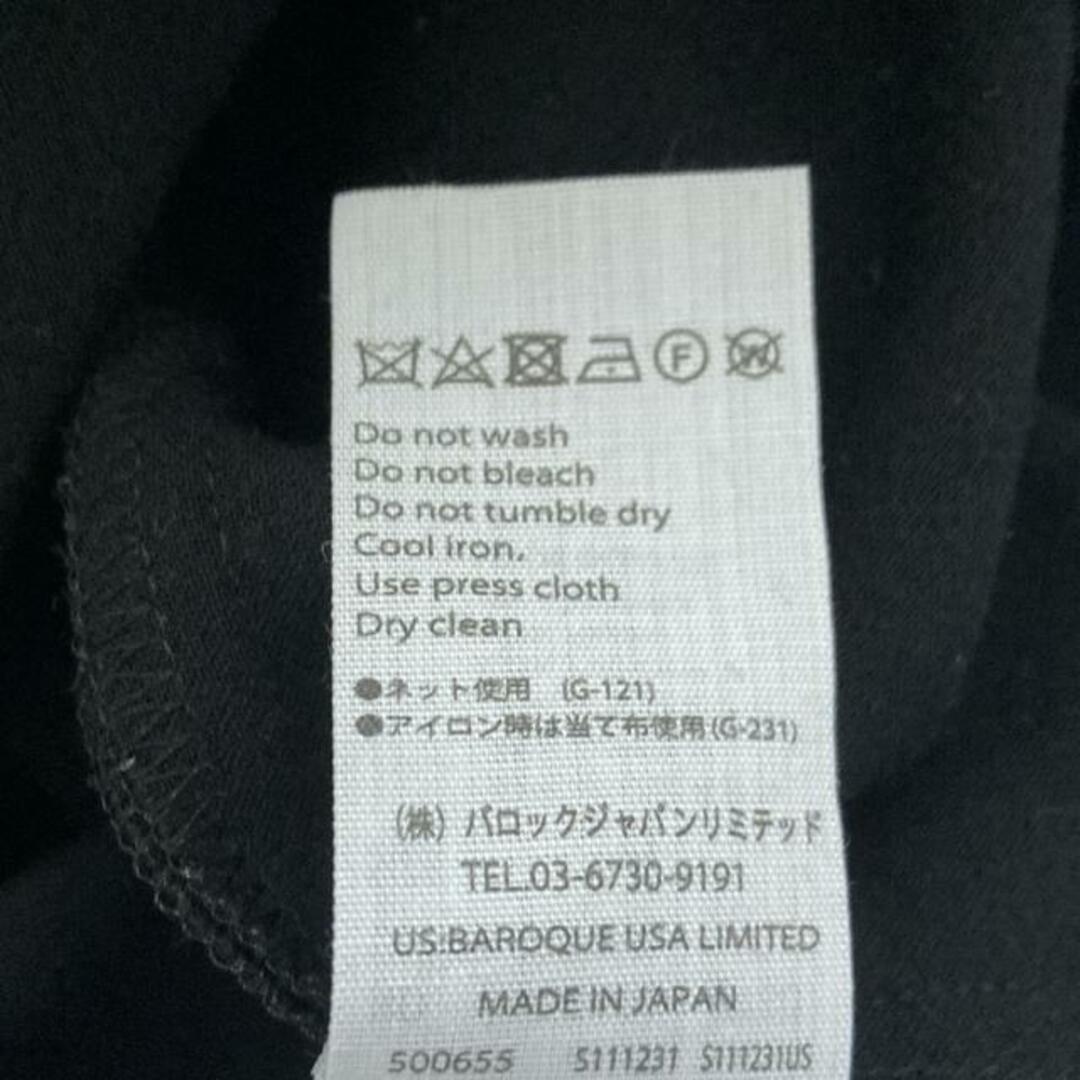 F W
Do not wash
Do not bleach
Do not tumble dry
Cool iron,
Use press cloth
Dry clean
●ネット使用 (G-121)
●アイロン時は当て布使用(G-231)
(株) バロックジャパンリミテッド
TEL.03-6730-9191
US:BAROQUE USA LIMITED
MADE IN JAPAN
500655 S111231 S111231US